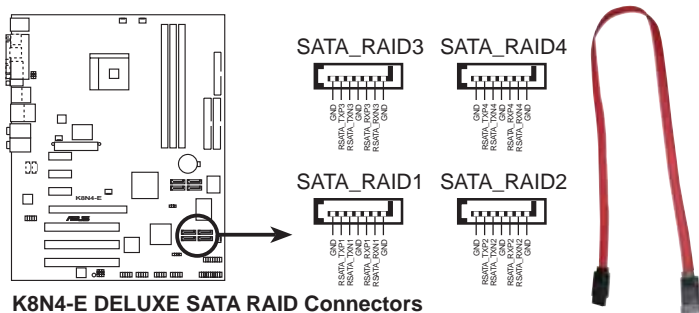 SATA_RAID3
SATA_RAID4
GND
RSATA_TXP3
RSATA_TXN3
GND
RSATA_RXP3
RSATA_RXN3
GND
GND
RSATA_TXP4
RSATA_TXN4
GND
RSATA_RXP4
RSATA_RXN4
GND
K8N4-E
ASUS
SATA_RAID1
SATA_RAID2
GND
RSATA_TXP1
RSATA_TXN1
GND
RSATA_RXP1
RSATA_RXN1
GND
GND
RSATA_TXP2
RSATA_TXN2
GND
RSATA_RXP2
RSATA_RXN2
GND
K8N4-E DELUXE SATA RAID Connectors